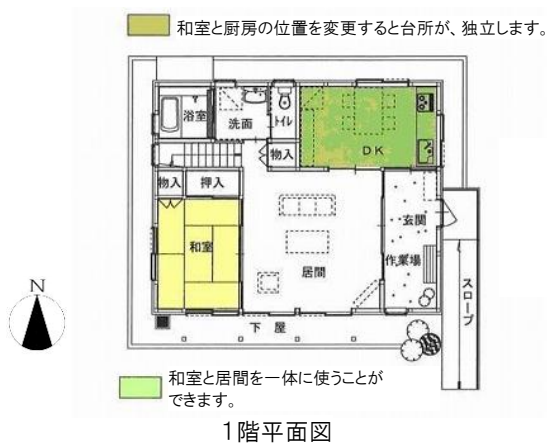 和室と厨房の位置を変更すると台所が、独立します。
浴室
洗面
トイレ
物入
DK
物入
押入
和室
居間
玄関
作業場
スロープ
N
下屋
和室と居間を一体に使うことが
できます。
1階平面図